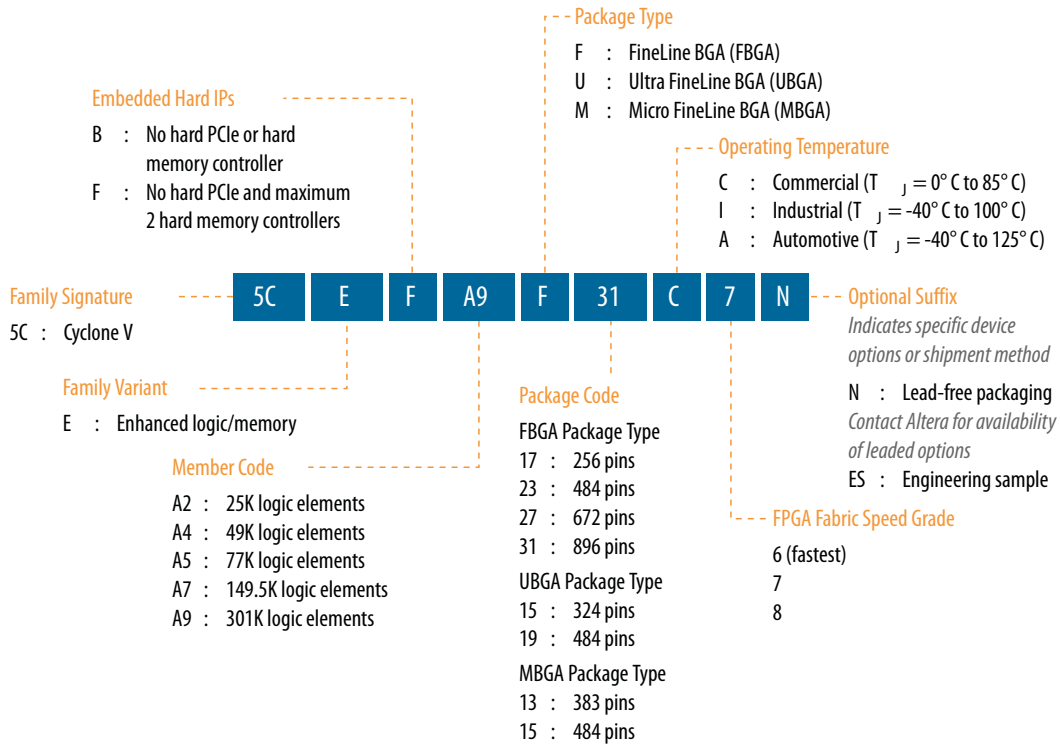 Package Type
F : FineLine BGA (FBGA)
U : Ultra FineLine BGA (UBGA)
M : Micro FineLine BGA (MBGA)
Embedded Hard IPs
B : No hard PCIe or hard
memory controller
F : No hard PCIe and maximum
2 hard memory controllers
Operating Temperature
C : Commercial (T J = 0° C to 85° C)
I : Industrial (T J = -40° C to 100° C)
A : Automotive (T J = -40° C to 125° C)
Family Signature
5C : Cyclone V
5C E F A9 F 31 C 7 N
Optional Suffix
Indicates specific device
options or shipment method
N : Lead-free packaging
Contact Altera for availability
of leaded options
ES : Engineering sample
Family Variant
E : Enhanced logic/memory
Member Code
A2 : 25K logic elements
A4 : 49K logic elements
A5 : 77K logic elements
A7 : 149.5K logic elements
A9 : 301K logic elements
Package Code
FBGA Package Type
17 : 256 pins
23 : 484 pins
27 : 672 pins
31 : 896 pins
UBGA Package Type
15 : 324 pins
19 : 484 pins
MBGA Package Type
13 : 383 pins
15 : 484 pins
FPGA Fabric Speed Grade
6 (fastest)
7
8